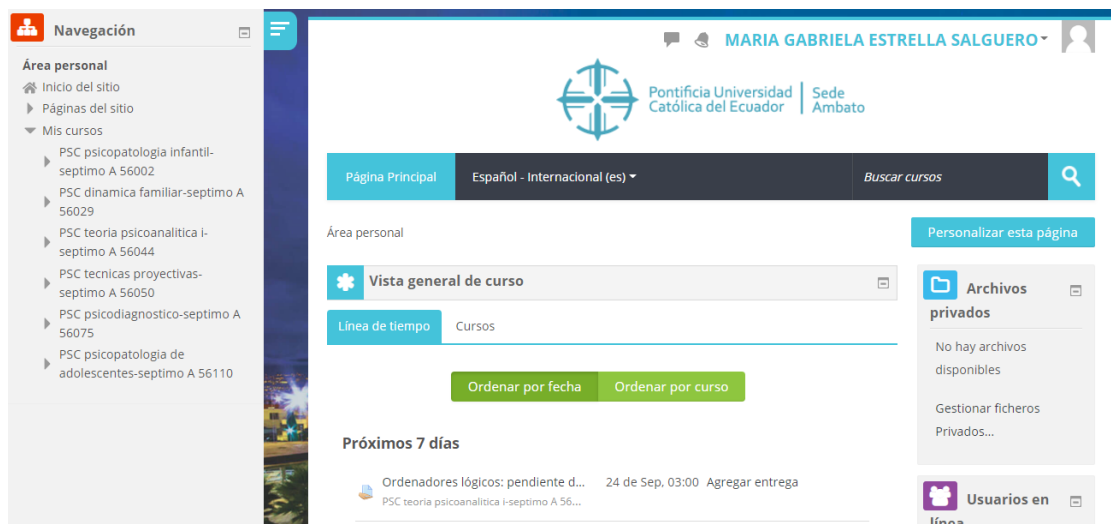 Navegación
Área personal
Inicio del sitio
Páginas del sitio
Mis cursos
PSC psicopatologia infantil-
septimo A 56002
PSC dinamica familiar-septimo A
56029
PSC teoria psicoanalitica i-
septimo A 56044
PSC tecnicas proyectivas-
septimo A 56050
PSC psicodiagnostico-septimo A
56075
PSC psicopatologia de
adolescentes-septimo A 56110
MARIA GABRIELA ESTRELLA SALGUERO
Pontificia Universidad
Católica del Ecuador
Sede
Ambato
Página Principal
Español - Internacional (es)
Buscar cursos
Área personal
Personalizar esta página
Vista general de curso
Línea de tiempo
Cursos
Ordenar por fecha
Ordenar por curso
Próximos 7 días
Ordenadores lógicos: pendiente d...
24 de Sep, 03:00
Agregar entrega
PSC teoria psicoanalitica i-septimo A 56...
Archivos
privados
No hay archivos
disponibles
Gestionar ficheros
Privados...
Usuarios en
línea